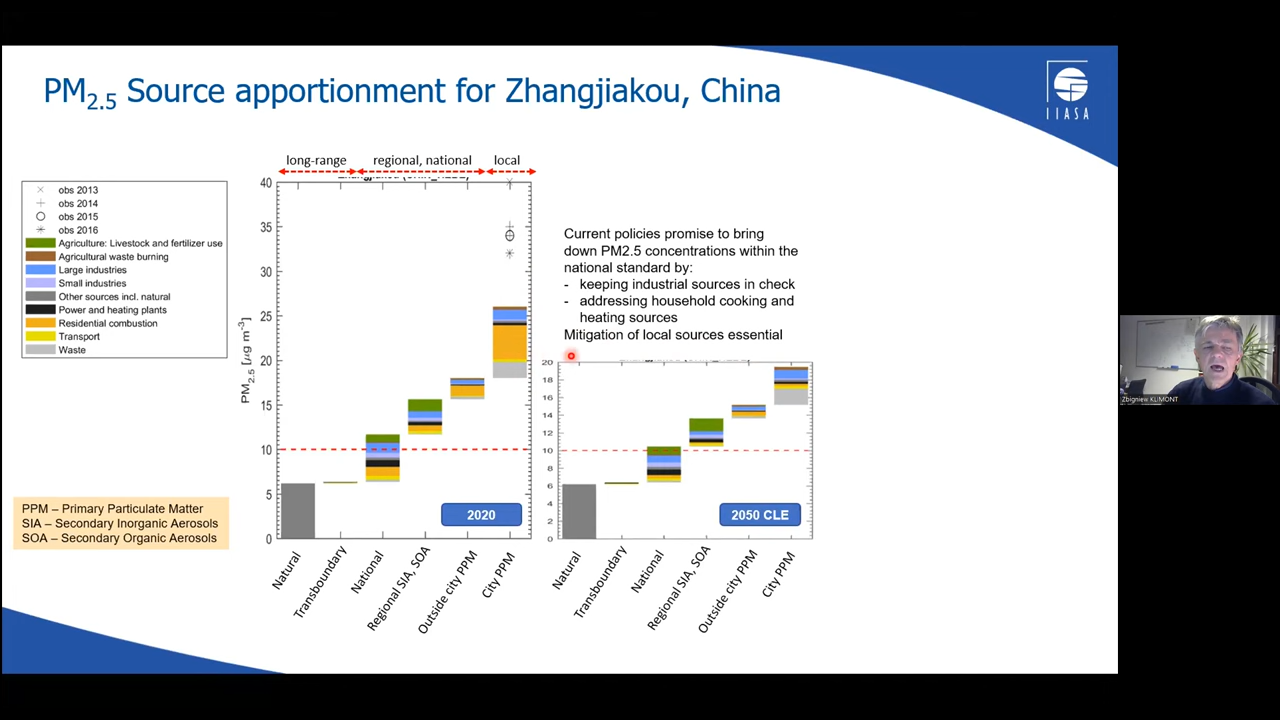 PM2.5 Source apportionment for Zhangjiakou, China
IIASA
long-range
regional, national
local
obs 2013
obs 2014
obs 2015
obs 2016
Agriculture: Livestock and fertilizer use
Agricultural waste burning
Large industries
Small industries
Other sources incl. natural
Power and heating plants
Residential combustion
Transport
Waste
PPM – Primary Particulate Matter
SIA – Secondary Inorganic Aerosols
SOA – Secondary Organic Aerosols
PM2.5 [µg m-3]
40
35
30
25
20
15
10
5
0
2020
Natural
Transboundary
National
Regional SIA, SOA
Outside city PPM
City PPM
Current policies promise to bring
down PM2.5 concentrations within the
national standard by:
- keeping industrial sources in check
- addressing household cooking and
heating sources
Mitigation of local sources essential
20
18
16
14
12
10
8
6
4
2
0
2050 CLE
Natural
Transboundary
National
Regional SIA, SOA
Outside city PPM
City PPM
Zbigniew KLIMONT